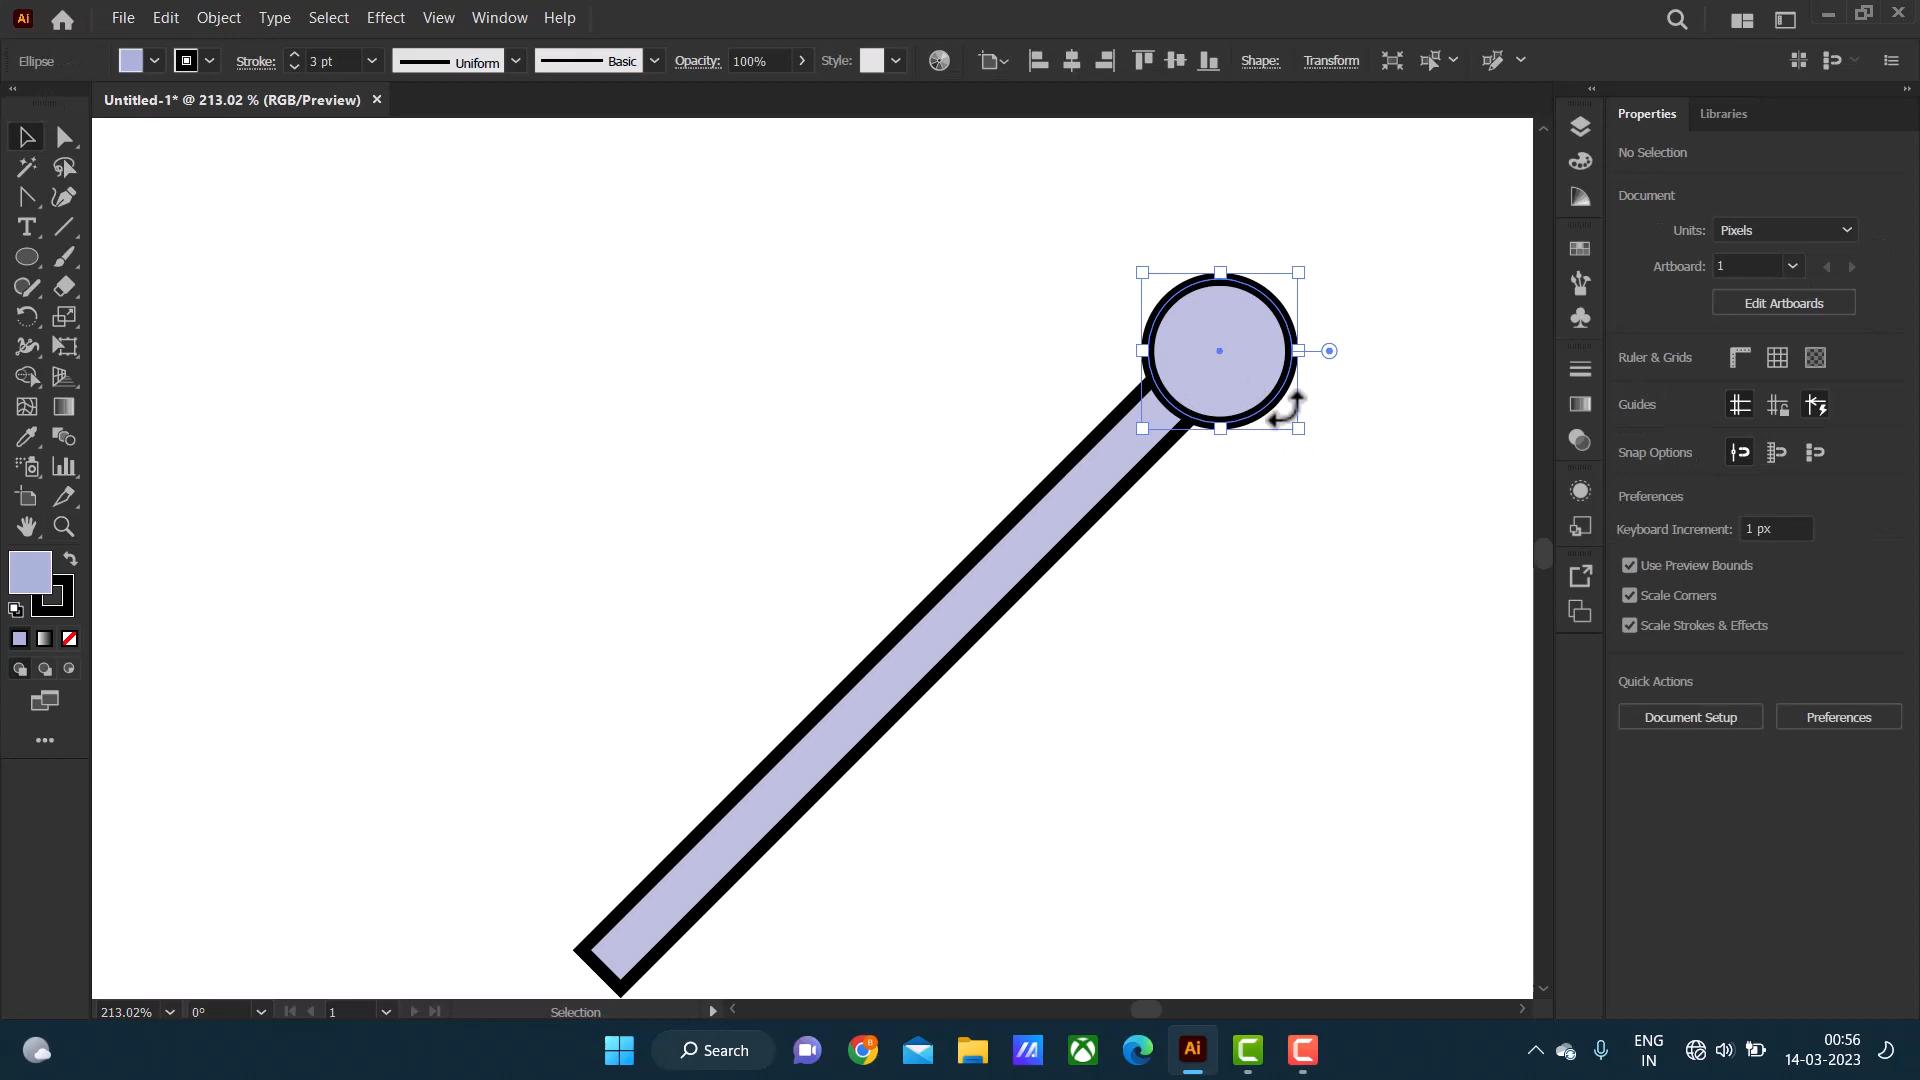 Ai File Edit Object Type Select Effect View Window Help
Ellipse Stroke: 3 pt Uniform Basic Opacity: 100% Style: Shape: Transform
Untitled-1* @ 213.02 % (RGB/Preview) ×
Properties Libraries
No Selection
Document
Units: Pixels
Artboard: 1
Edit Artboards
Ruler & Grids
Guides
Snap Options
Preferences
Keyboard Increment: 1 px
Use Preview Bounds
Scale Corners
Scale Strokes & Effects
Quick Actions
Document Setup Preferences
213.02% 0° 1 Selection
Search Ai ENG
IN 00:56
14-03-2023